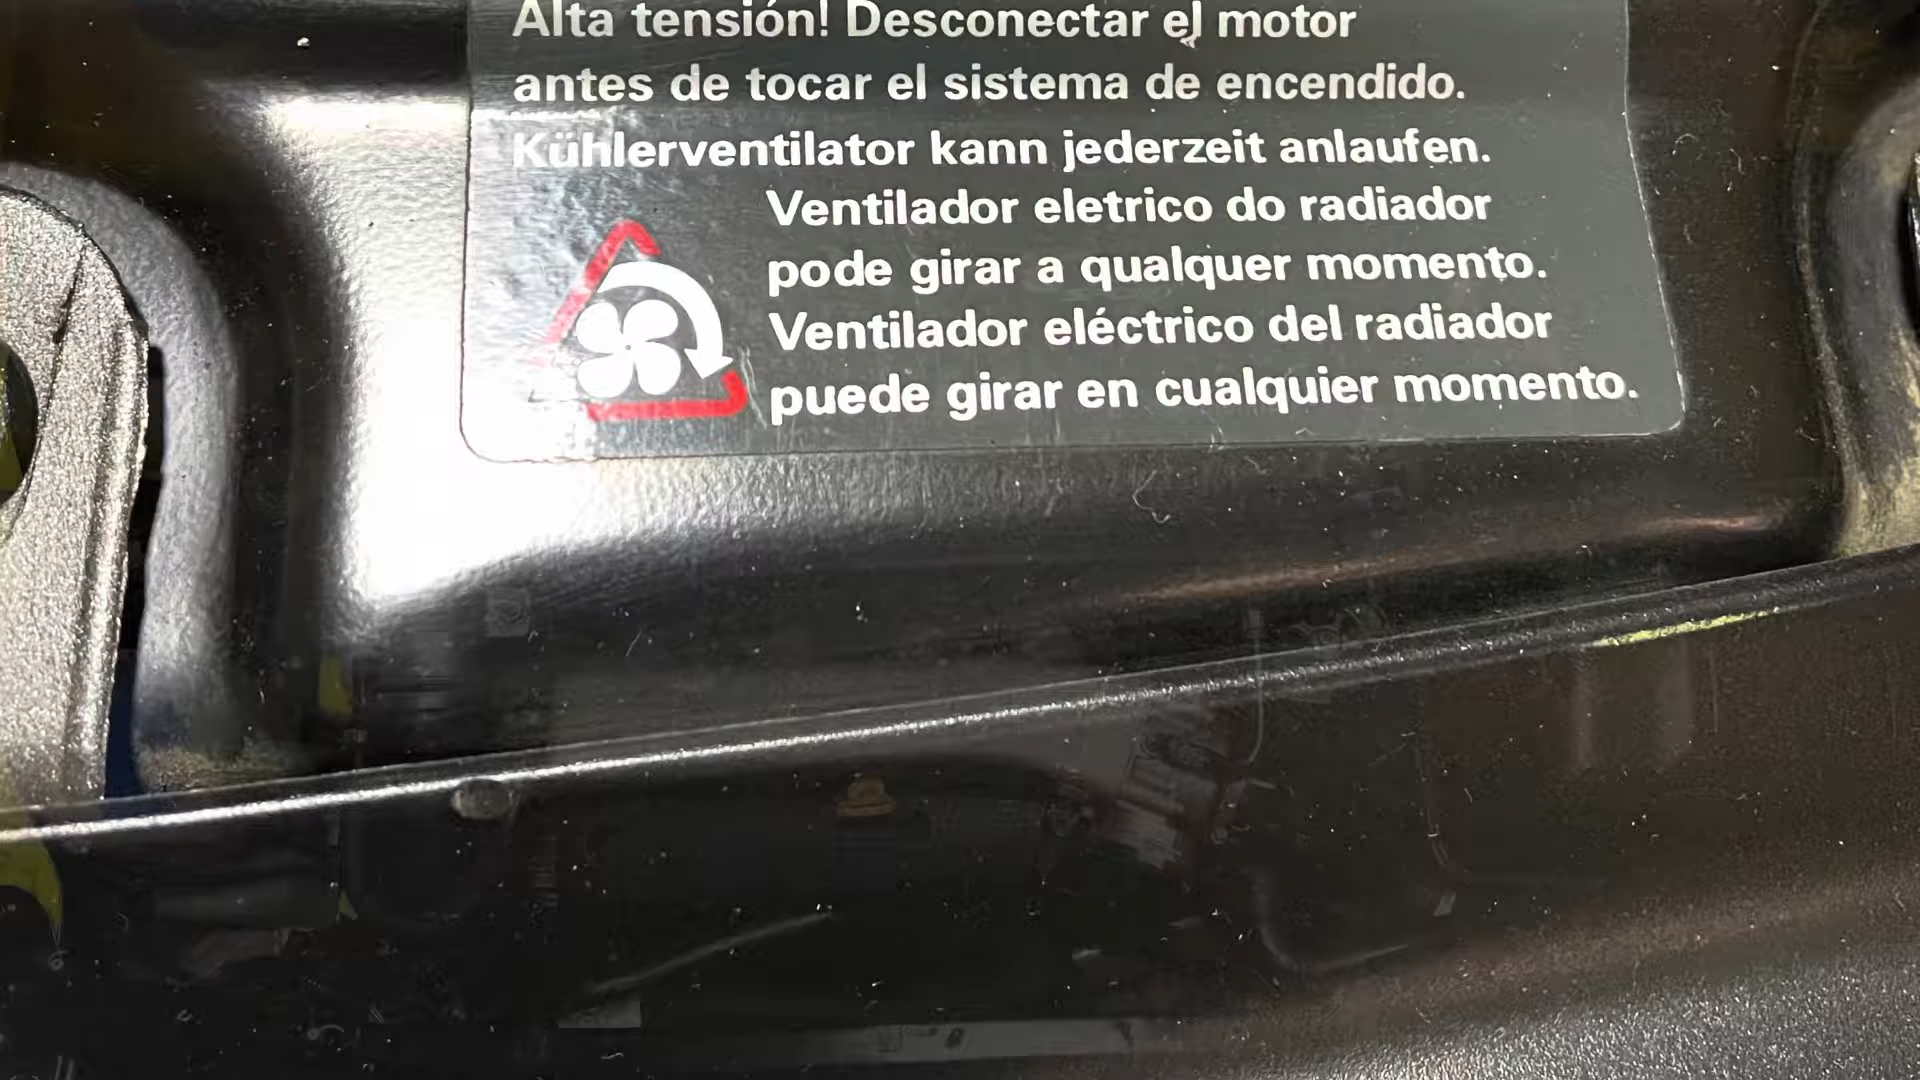 Alta tensión! Desconectar el motor
antes de tocar el sistema de encendido.
Kühlerventilator kann jederzeit anlaufen.
Ventilador eletrico do radiador
pode girar a qualquer momento.
Ventilador eléctrico del radiador
puede girar en cualquier momento.